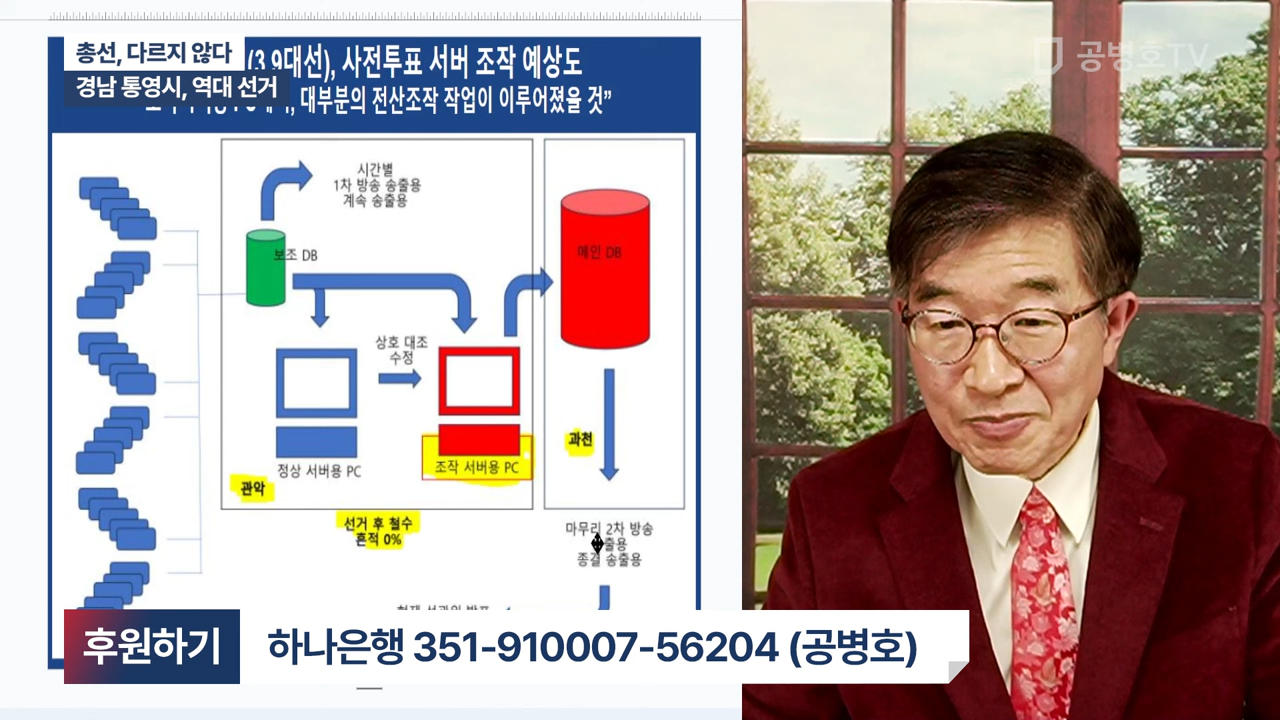 총선, 다르지 않다
경남 통영시, 역대 선거
(3.9대선), 사전투표 서버 조작 예상도
대부분의 전산조작 작업이 이루어졌을 것”
공병호TV
시간별
1차 방송 송출용
계속 송출용
보조 DB
메인 DB
상호 대조
수정
정상 서버용 PC
조작 서버용 PC
과천
관악
선거 후 철수
흔적 0%
마무리 2차 방송
출용
종결 송출용
후원하기
하나은행 351-910007-56204 (공병호)